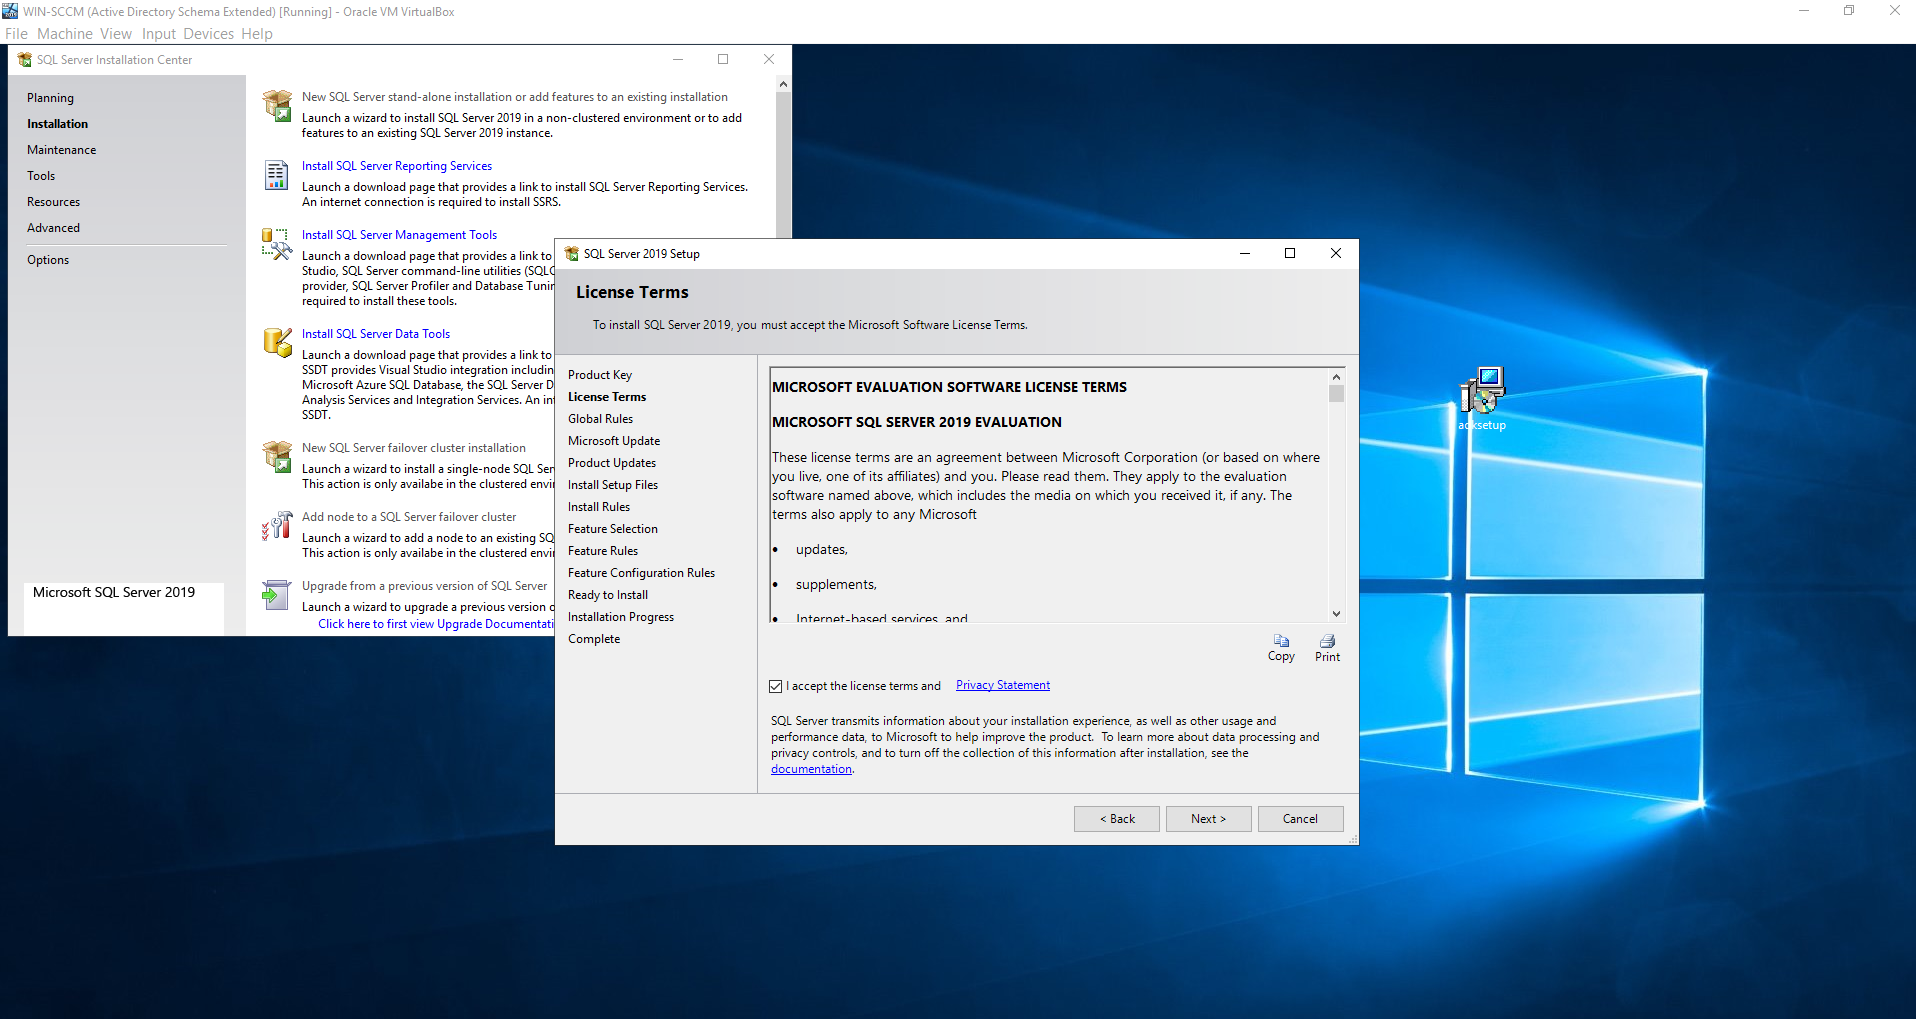 WIN-SCCM (Active Directory Schema Extended) [Running] - Oracle VM VirtualBox
File Machine View Input Devices Help
SQL Server Installation Center
Planning
Installation
Maintenance
Tools
Resources
Advanced
Options
Microsoft SQL Server 2019
New SQL Server stand-alone installation or add features to an existing installation
Launch a wizard to install SQL Server 2019 in a non-clustered environment or to add
features to an existing SQL Server 2019 instance.
Install SQL Server Reporting Services
Launch a download page that provides a link to install SQL Server Reporting Services.
An internet connection is required to install SSRS.
Install SQL Server Management Tools
Launch a download page that provides a link to
Studio, SQL Server command-line utilities (SQLC
provider, SQL Server Profiler and Database Tunin
required to install these tools.
Install SQL Server Data Tools
Launch a download page that provides a link to
SSDT provides Visual Studio integration includin
Microsoft Azure SQL Database, the SQL Server D
Analysis Services and Integration Services. An in
SSDT.
New SQL Server failover cluster installation
Launch a wizard to install a single-node SQL Ser
This action is only availabe in the clustered envi
Add node to a SQL Server failover cluster
Launch a wizard to add a node to an existing SQ
This action is only availabe in the clustered envi
Upgrade from a previous version of SQL Server
Launch a wizard to upgrade a previous version o
Click here to first view Upgrade Documentati
SQL Server 2019 Setup
License Terms
To install SQL Server 2019, you must accept the Microsoft Software License Terms.
Product Key
License Terms
Global Rules
Microsoft Update
Product Updates
Install Setup Files
Install Rules
Feature Selection
Feature Rules
Feature Configuration Rules
Ready to Install
Installation Progress
Complete
MICROSOFT EVALUATION SOFTWARE LICENSE TERMS
MICROSOFT SQL SERVER 2019 EVALUATION
These license terms are an agreement between Microsoft Corporation (or based on where
you live, one of its affiliates) and you. Please read them. They apply to the evaluation
software named above, which includes the media on which you received it, if any. The
terms also apply to any Microsoft
• updates,
• supplements,
• Internet-based services, and
Copy Print
I accept the license terms and Privacy Statement
SQL Server transmits information about your installation experience, as well as other usage and
performance data, to Microsoft to help improve the product. To learn more about data processing and
privacy controls, and to turn off the collection of this information after installation, see the
documentation.
< Back Next > Cancel
adksetup